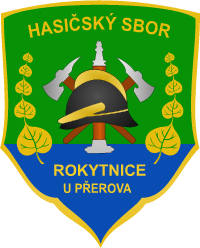 HASIČSKÝ SBOR
ROKYTNICE
U PŘEROVA